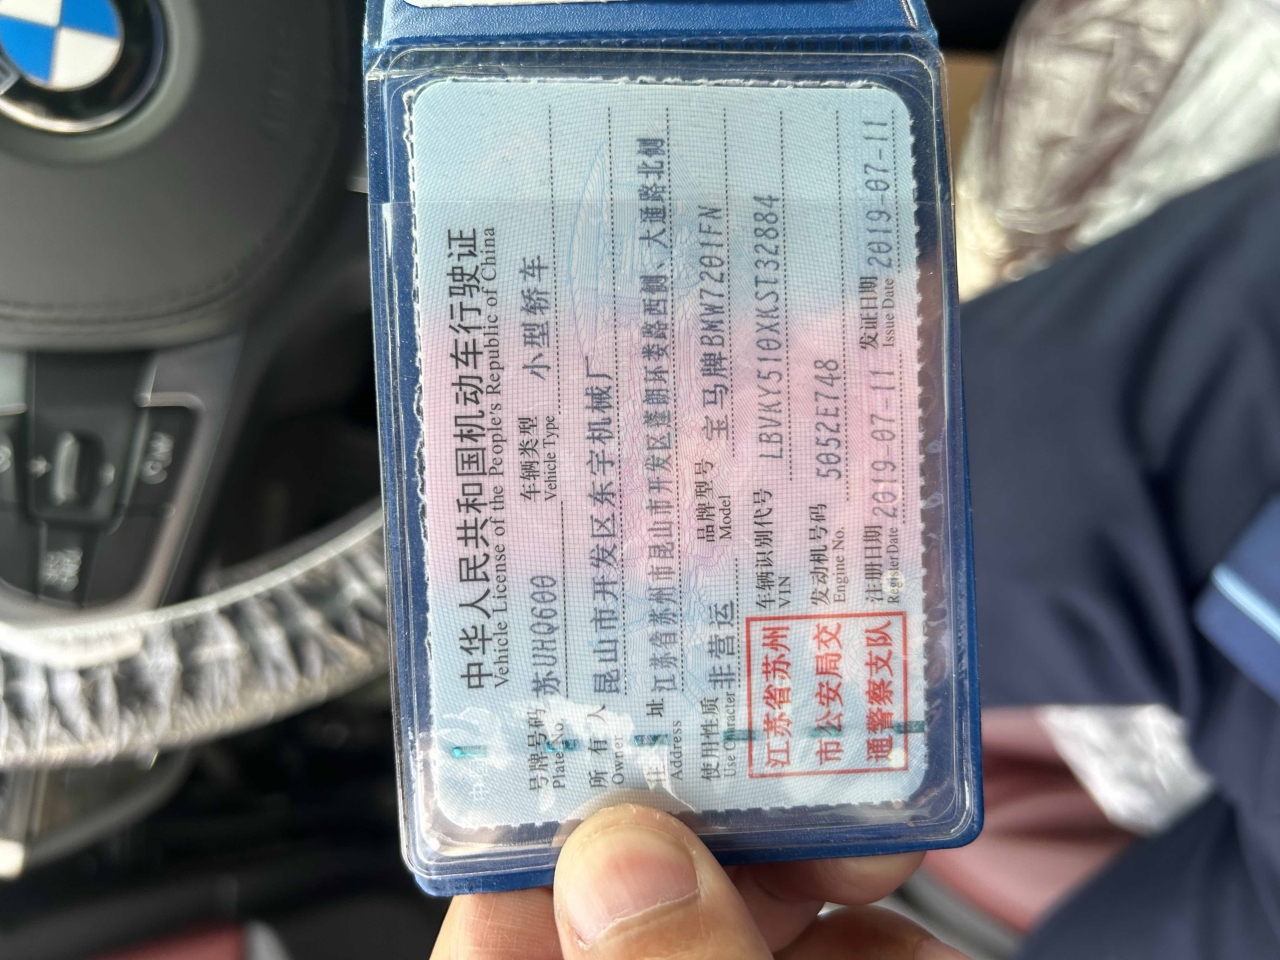 中华人民共和国机动车行驶证
Vehicle License of the People's Republic of China
号牌号码 苏UHQ600 车辆类型 小型轿车
Plate No. Vehicle Type
所有人 昆山市开发区东宇机械厂
Owner
住 址 江苏省苏州市昆山市开发区蓬朗环娄路西侧、大通路北侧
Address
使用性质 非营运 品牌型号 宝马牌BMW7201FN
Use Character Model
江苏省苏州
市公安局交
通警察支队
车辆识别代号 LBVKY510XKST32884
VIN
发动机号码 5052E748
Engine No.
注册日期 2019-07-11 发证日期 2019-07-11
Register Date Issue Date